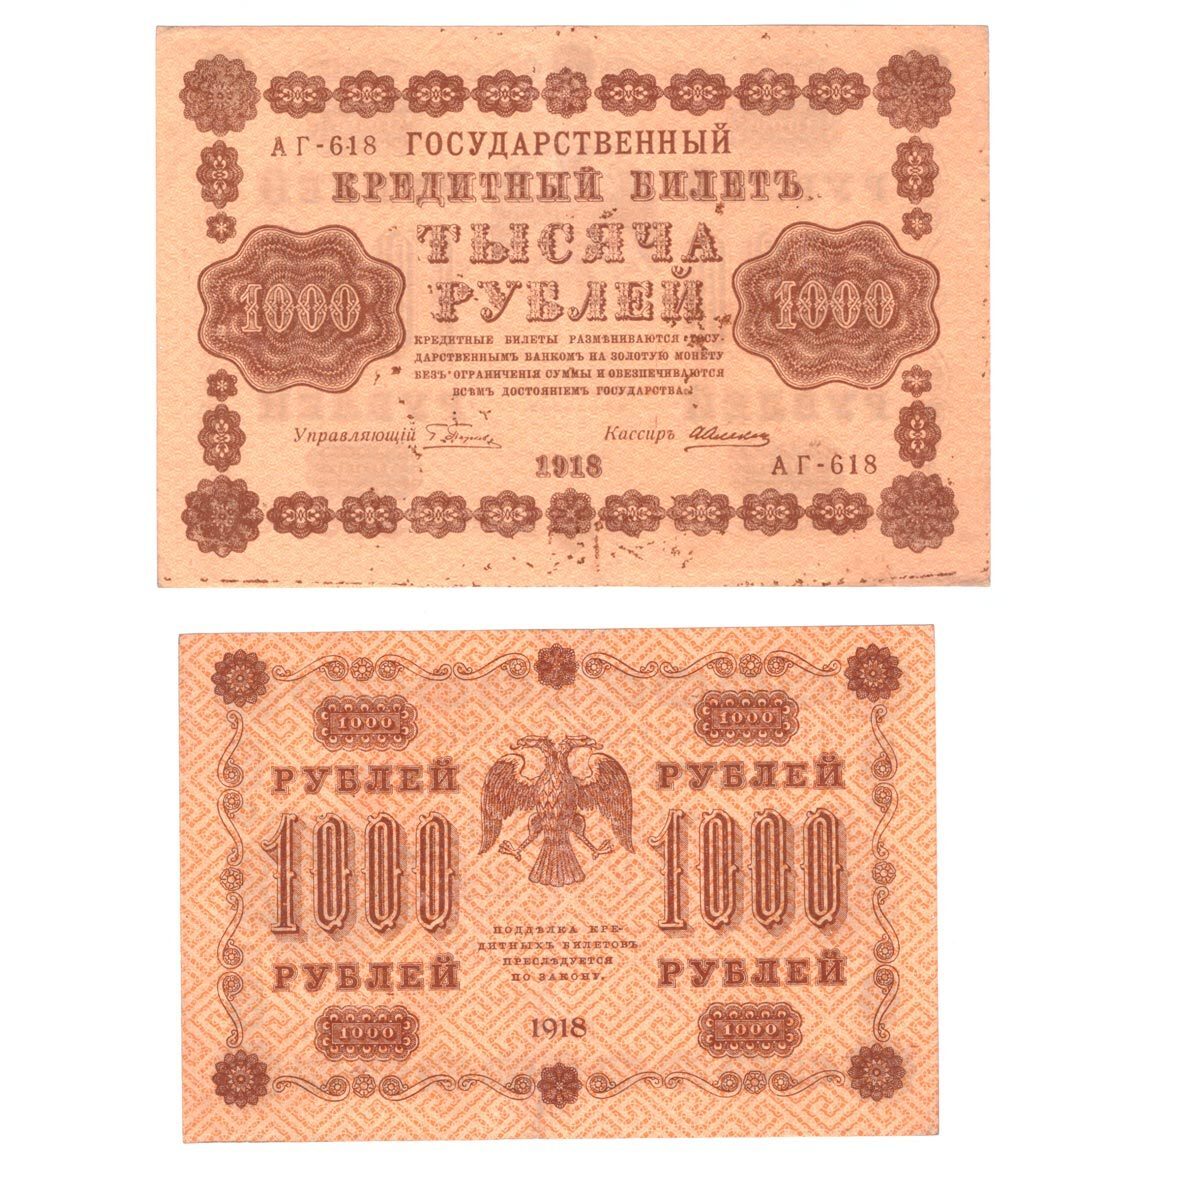 АГ-618 ГОСУДАРСТВЕННЫЙ
КРЕДИТНЫЙ БИЛЕТЪ
ТЫСЯЧА
РУБЛЕЙ
1000
1000
КРЕДИТНЫЕ БИЛЕТЫ РАЗМѢНИВАЮТСЯ ГОСУ-
ДАРСТВЕННЫМЪ БАНКОМЪ НА ЗОЛОТУЮ МОНЕТУ
БЕЗЪ ОГРАНИЧЕНІЯ СУММЫ И ОБЕЗПЕЧИВАЮТСЯ
ВСѢМЪ ДОСТОЯНІЕМЪ ГОСУДАРСТВА.
Управляющій
Кассиръ
1918
АГ-618
1000
1000
РУБЛЕЙ
РУБЛЕЙ
1000
1000
ПОДДѢЛКА КРЕ-
ДИТНЫХЪ БИЛЕТОВЪ
ПРЕСЛѢДУЕТСЯ
ПО ЗАКОНУ.
РУБЛЕЙ
РУБЛЕЙ
1000
1918
1000